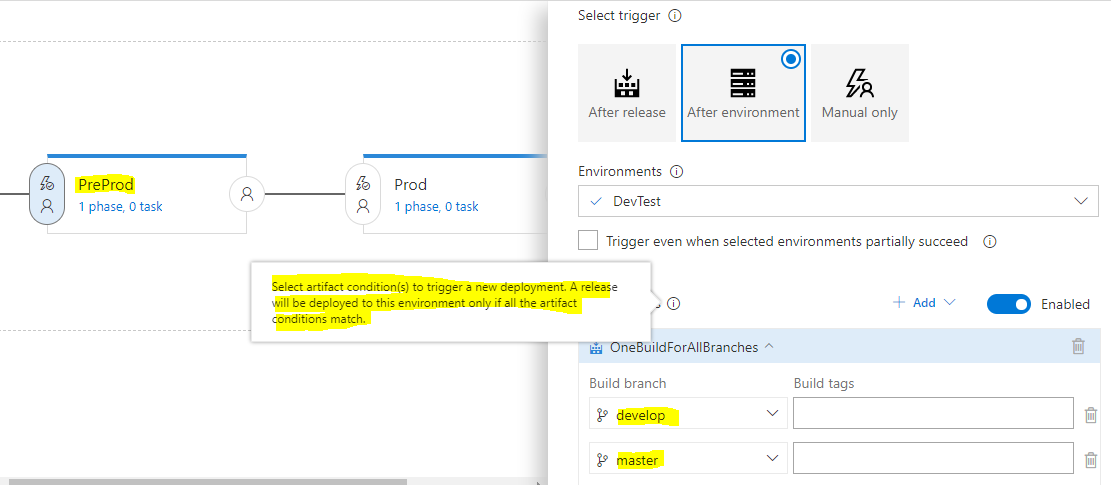 Select trigger
After release
After environment
Manual only
PreProd
1 phase, 0 task
Prod
1 phase, 0 task
Environments
DevTest
Trigger even when selected environments partially succeed
Select artifact condition(s) to trigger a new deployment. A release
will be deployed to this environment only if all the artifact
conditions match.
Add
Enabled
OneBuildForAllBranches
Build branch
Build tags
develop
master